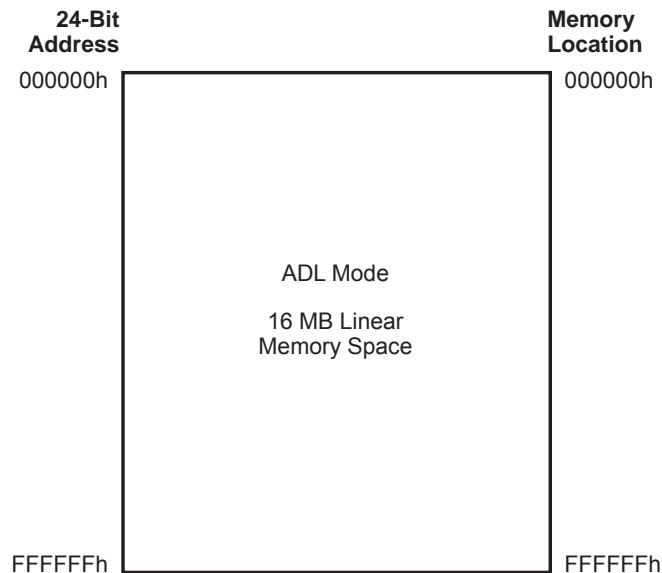 24-Bit
Address
Memory
Location
000000h
000000h
ADL Mode
16 MB Linear
Memory Space
FFFFFFh
FFFFFFh